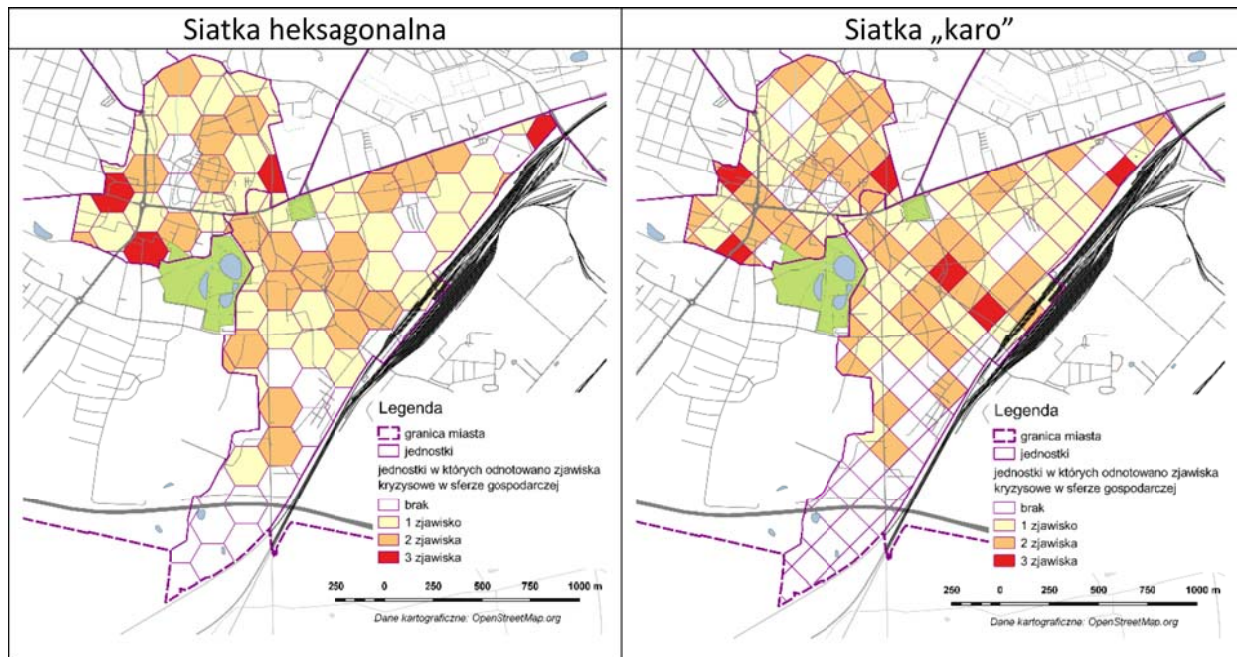 Siatka heksagonalna
Siatka „karo”
Legenda
granica miasta
jednostki
jednostki w których odnotowano zjawiska
kryzysowe w sferze gospodarczej
brak
1 zjawisko
2 zjawiska
3 zjawiska
250 0 250 500 750 1000 m
Dane kartograficzne: OpenStreetMap.org
Legenda
granica miasta
jednostki
jednostki w których odnotowano zjawiska
kryzysowe w sferze gospodarczej
brak
1 zjawisko
2 zjawiska
3 zjawiska
250 0 250 500 750 1000 m
Dane kartograficzne: OpenStreetMap.org